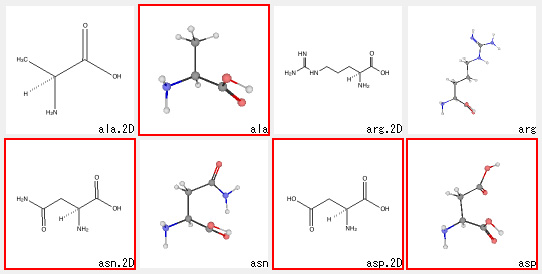 O
H₃C
OH
H
H₂N
ala.2D
ala
NH
O
H₂N
NH
OH
H
NH₂
arg.2D
arg
O
H₂N
OH
O
H
NH₂
asn.2D
asn
O
HO
OH
O
H
NH₂
asp.2D
asp